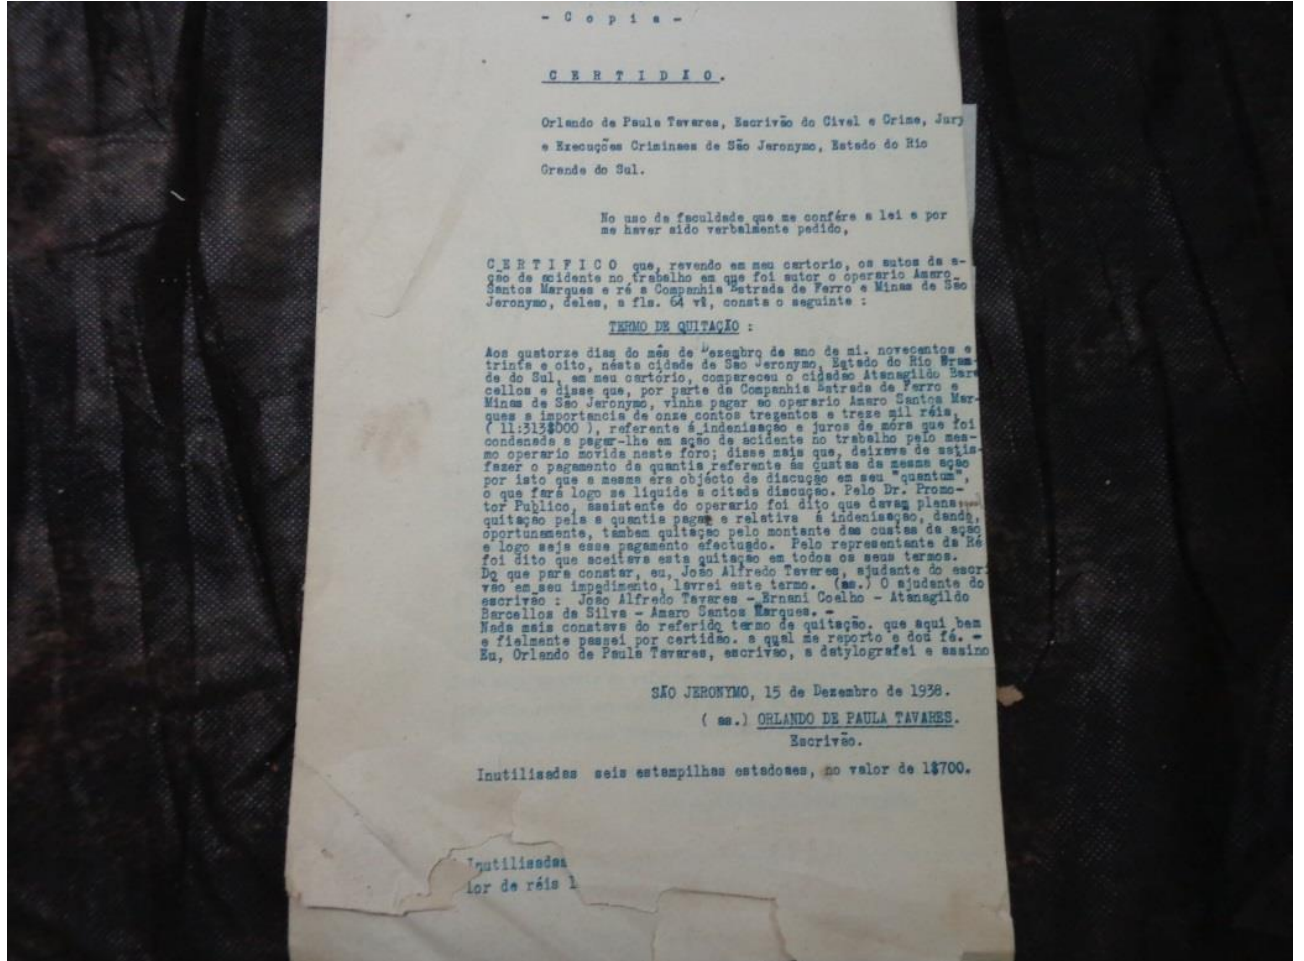 - C o p i a -
C E R T I D Ã O .
Orlando de Paula Tavares, Escrivão do Civel e Crime, Jury
e Execuções Criminaes de São Jeronymo, Estado do Rio
Grande do Sul.
No uso da faculdade que me confére a lei e por
me haver sido verbalmente pedido,
C E R T I F I C O que, revendo em meu cartorio, os autos da a-
ção de acidente no trabalho em que foi autor o operario Amaro
Santos Marques e ré a Companhia Estrada de Ferro e Minas de São
Jeronymo, deles, a fls. 64 vº, consta o seguinte :
TERMO DE QUITAÇÃO :
Aos quatorze dias do mês de Dezembro de ano de mi. novecentos e
trinta e oito, nésta cidade de São Jeronymo, Estado do Rio Gran-
de do Sul, em meu cartório, compareceu o cidadão Atanagildo Bar
cellos e disse que, por parte da Companhia Estrada de Ferro e
Minas de São Jeronymo, vinha pagar ao operario Amaro Santos Mar-
ques a importancia de onze contos trezentos e treze mil réis,
( 11:313$000 ), referente á indenisação e juros de móra que foi
condenada a pagar-lhe em ação de acidente no trabalho pelo mes-
mo operario movida neste foro; disse mais que, deixava de satis-
fazer o pagamento da quantia referente ás custas da mesma ação
por isto que a mesma era objécto de discução em seu "quantum",
o que fará logo se liquide a citada discução. Pelo Dr. Promo-
tor Publico, assistente do operario foi dito que davam plena
quitação pela a quantia pagae e relativa á indenisação, dando,
oportunamente, tambem quitação pelo montante das custas da ação
e logo seja esse pagamento efectuado. Pelo representante da Ré
foi dito que aceitava esta quitação em todos os seus termos.
Do que para constar, eu, João Alfredo Tavares, ajudante do escri
vão em seu impedimento, lavrei este termo. (as.) O ajudante do
escrivão : João Alfredo Tavares - Ernani Coelho - Atanagildo
Barcellos da Silva - Amaro Santos Marques. -
Nada mais constava do referido termo de quitação. que aqui bem
e fielmente passei por certidão. a qual me reporto e dou fé. -
Eu, Orlando de Paula Tavares, escrivão, a datylografei e assino
SÃO JERONYMO, 15 de Dezembro de 1938.
( as.) ORLANDO DE PAULA TAVARES.
Escrivão.
Inutilisadas seis estampilhas estadoaes, no valor de 1$700.
Inutilisadas
lor de réis 1